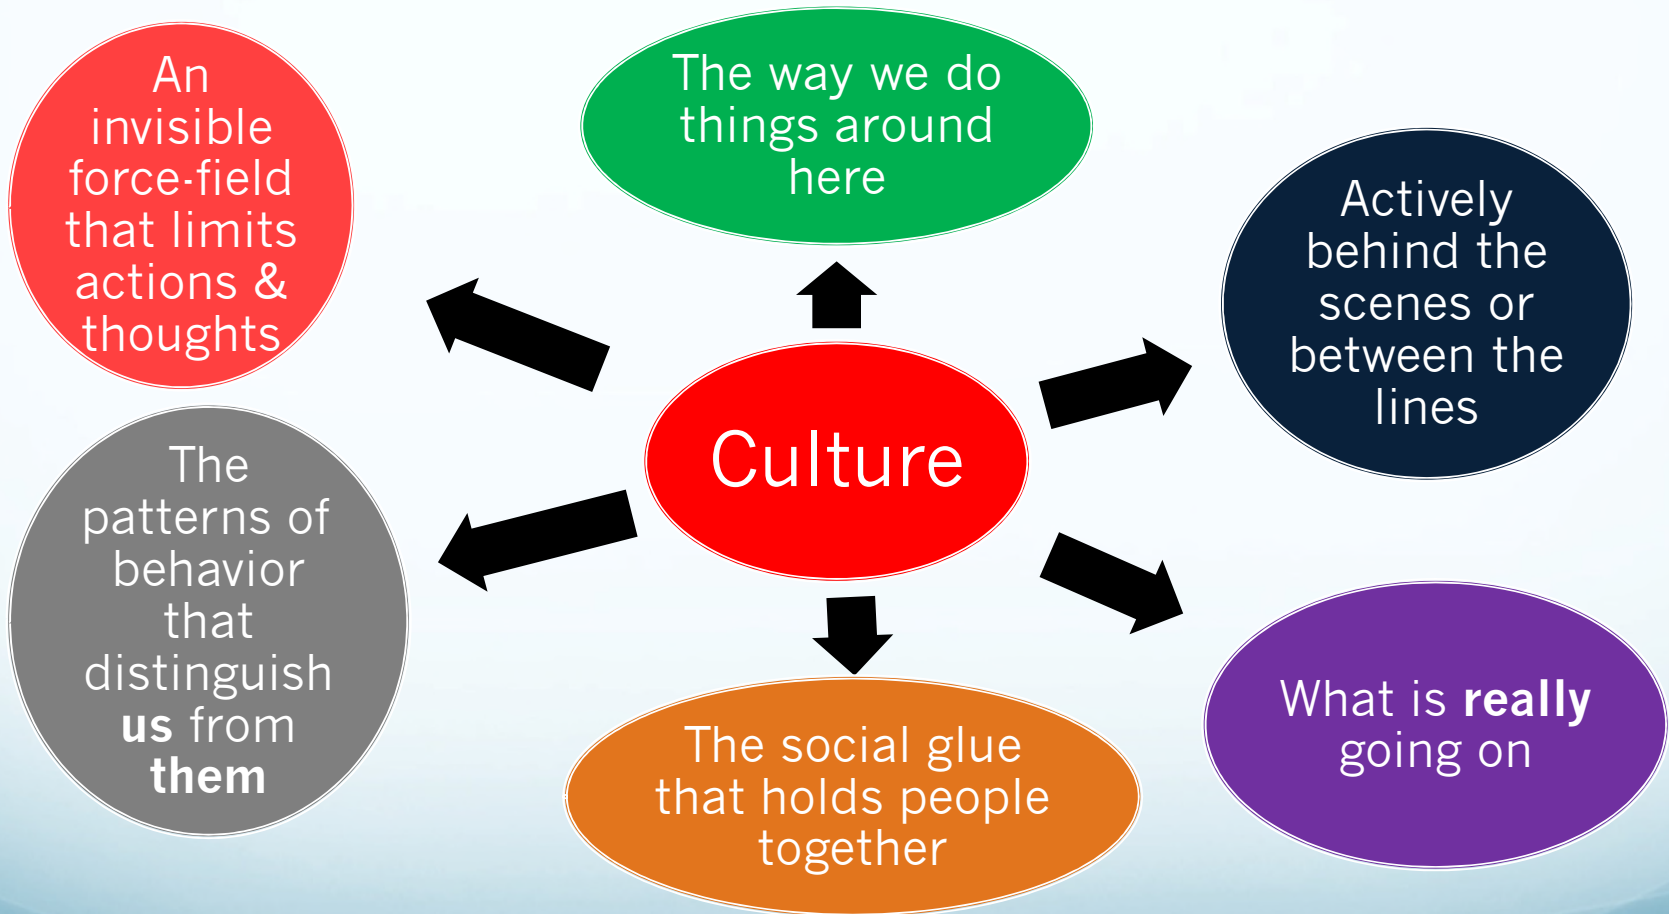 An
invisible
force-field
that limits
actions &
thoughts
The way we do
things around
here
Actively
behind the
scenes or
between the
lines
Culture
The
patterns of
behavior
that
distinguish
us from
them
The social glue
that holds people
together
What is really
going on